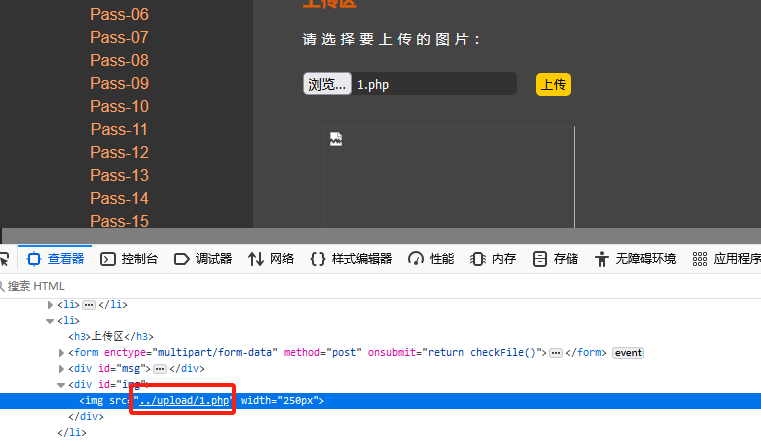 Pass-06
Pass-07
Pass-08
Pass-09
Pass-10
Pass-11
Pass-12
Pass-13
Pass-14
Pass-15
上传区
请选择要上传的图片：
浏览... 1.php 上传
查看器 控制台 调试器 网络 {} 样式编辑器 性能 内存 存储 无障碍环境 应用程序
搜索 HTML
<li>⋯</li>
<li>
<h3>上传区</h3>
<form enctype="multipart/form-data" method="post" onsubmit="return checkFile()">⋯</form> event
<div id="msg">⋯</div>
<div id="img">
<img src="../upload/1.php" width="250px">
</div>
</li>